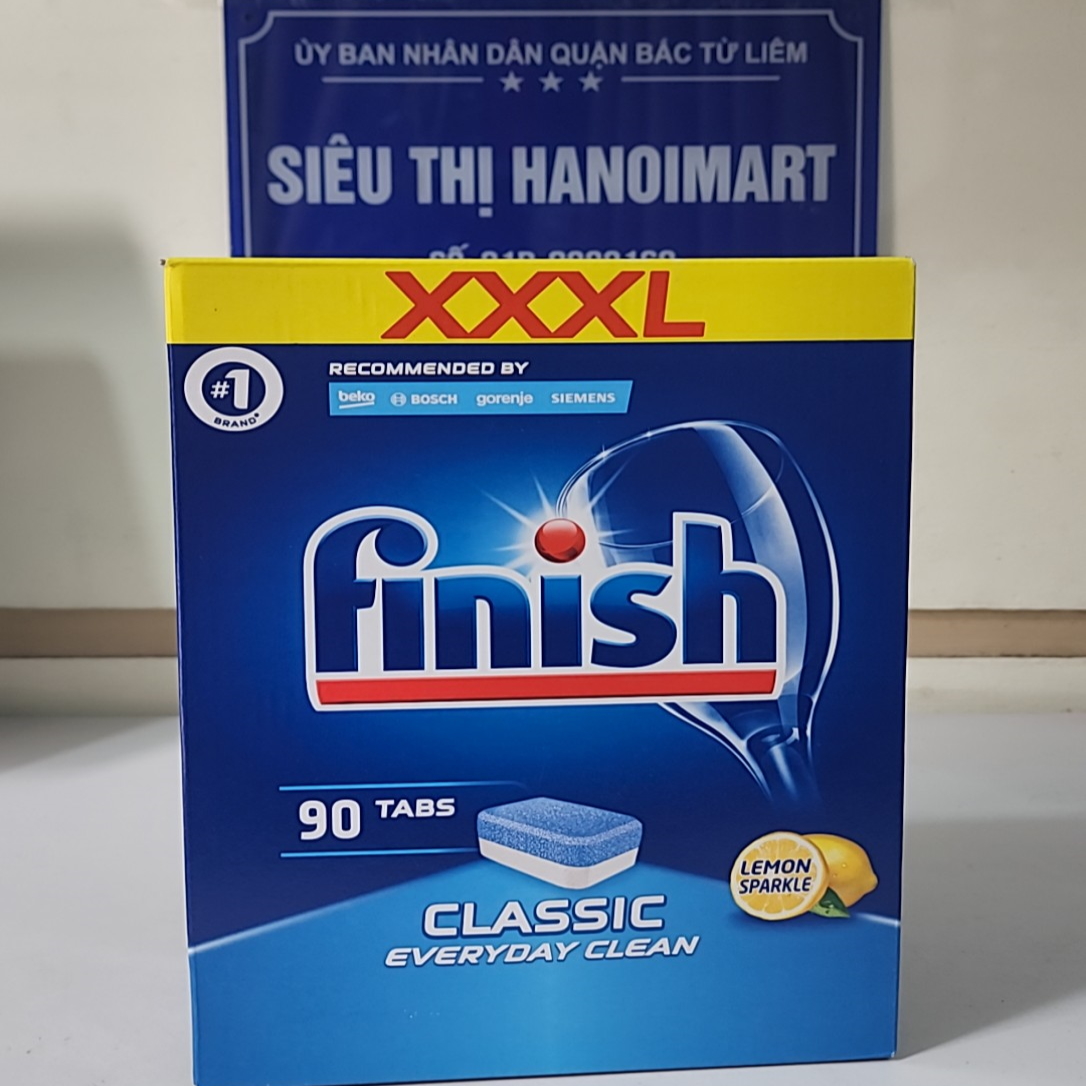 ỦY BAN NHÂN DÂN QUẬN BẮC TỪ LIÊM
SIÊU THỊ HANOIMART
XXXL
#1
BRAND*
RECOMMENDED BY
beko BOSCH gorenje SIEMENS
finish
90 TABS
LEMON
SPARKLE
CLASSIC
EVERYDAY CLEAN